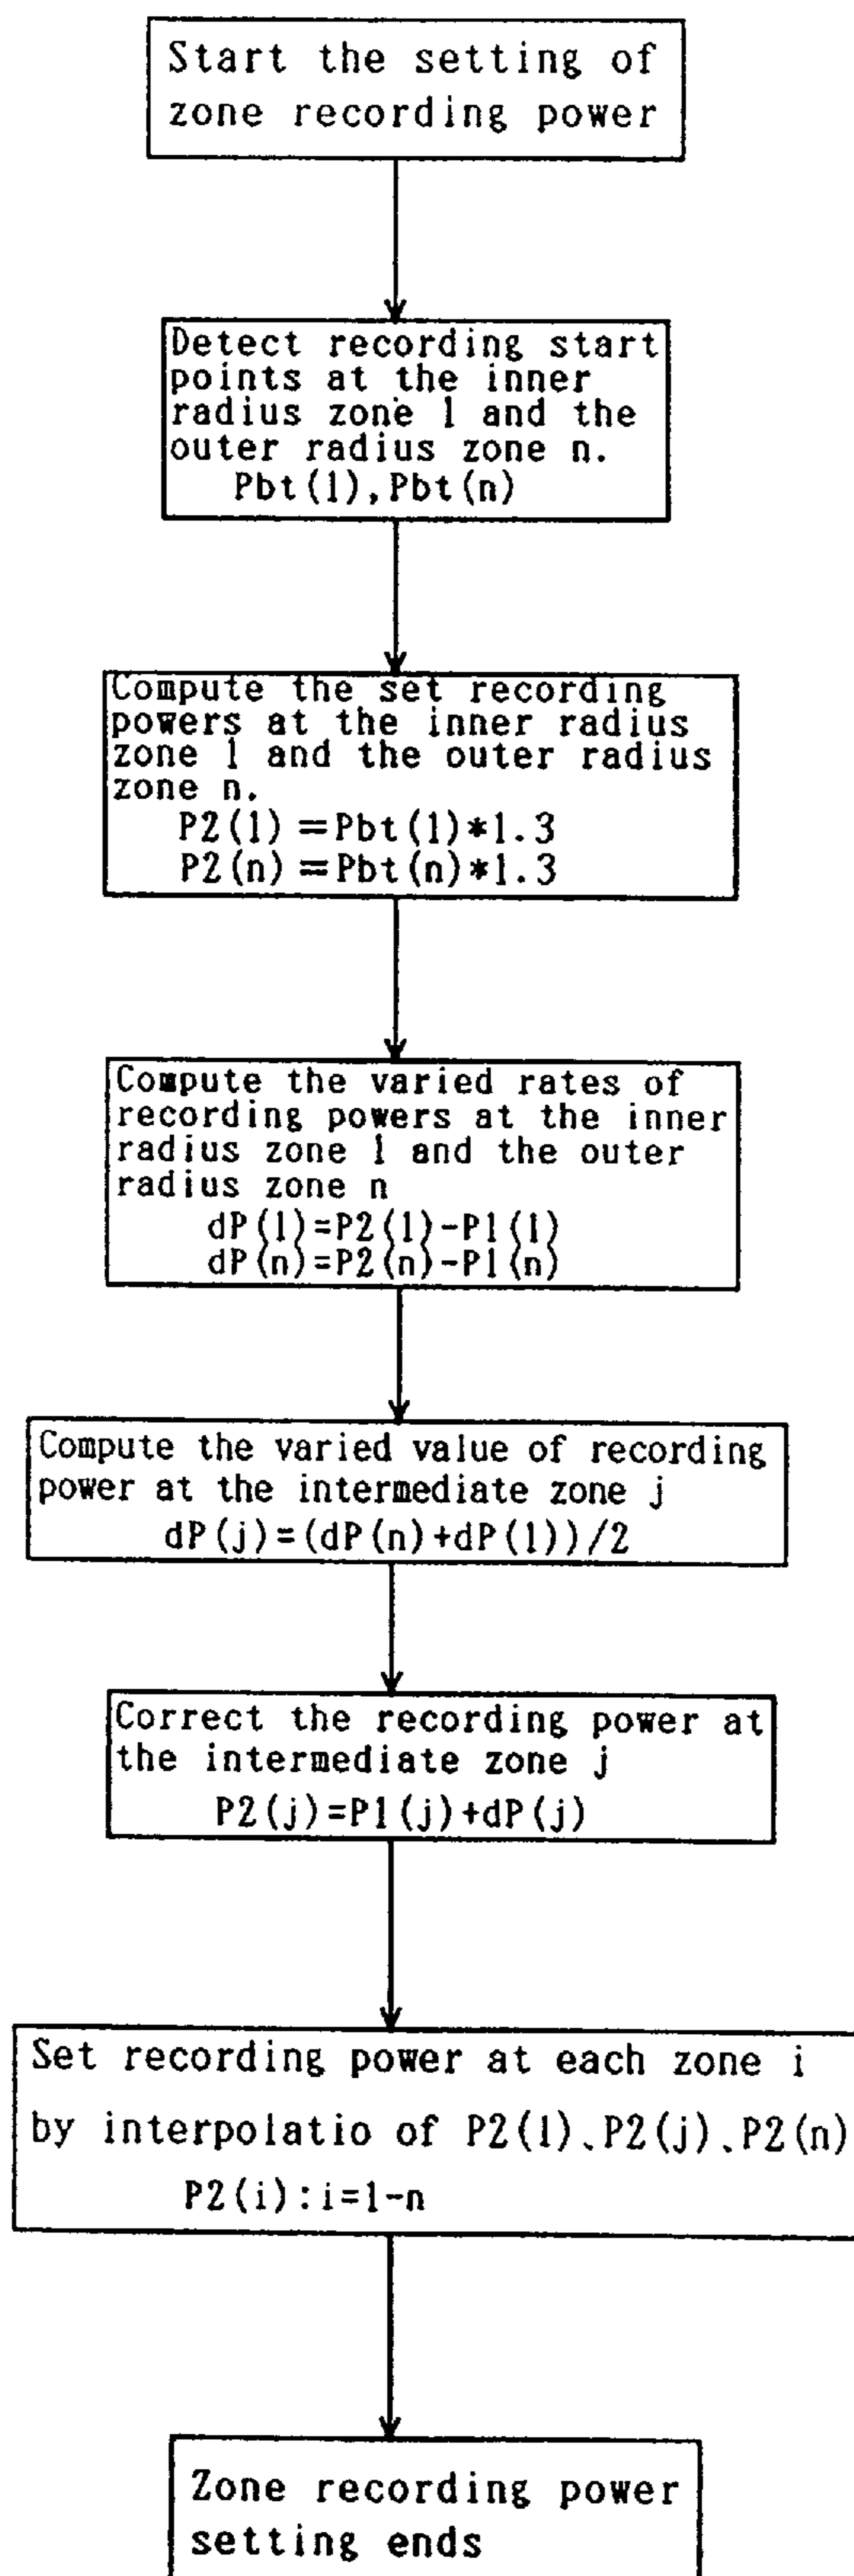 Start the setting of
zone recording power
Detect recording start
points at the inner
radius zone 1 and the
outer radius zone n.
Pbt(1),Pbt(n)
Compute the set recording
powers at the inner radius
zone 1 and the outer radius
zone n.
P2(1)=Pbt(1)*1.3
P2(n)=Pbt(n)*1.3
Compute the varied rates of
recording powers at the inner
radius zone 1 and the outer
radius zone n
dP(1)=P2(1)-P1(1)
dP(n)=P2(n)-P1(n)
Compute the varied value of recording
power at the intermediate zone j
dP(j)=(dP(n)+dP(1))/2
Correct the recording power at
the intermediate zone j
P2(j)=P1(j)+dP(j)
Set recording power at each zone i
by interpolatio of P2(1)、P2(j)、P2(n)
P2(i):i=1-n
Zone recording power
setting ends